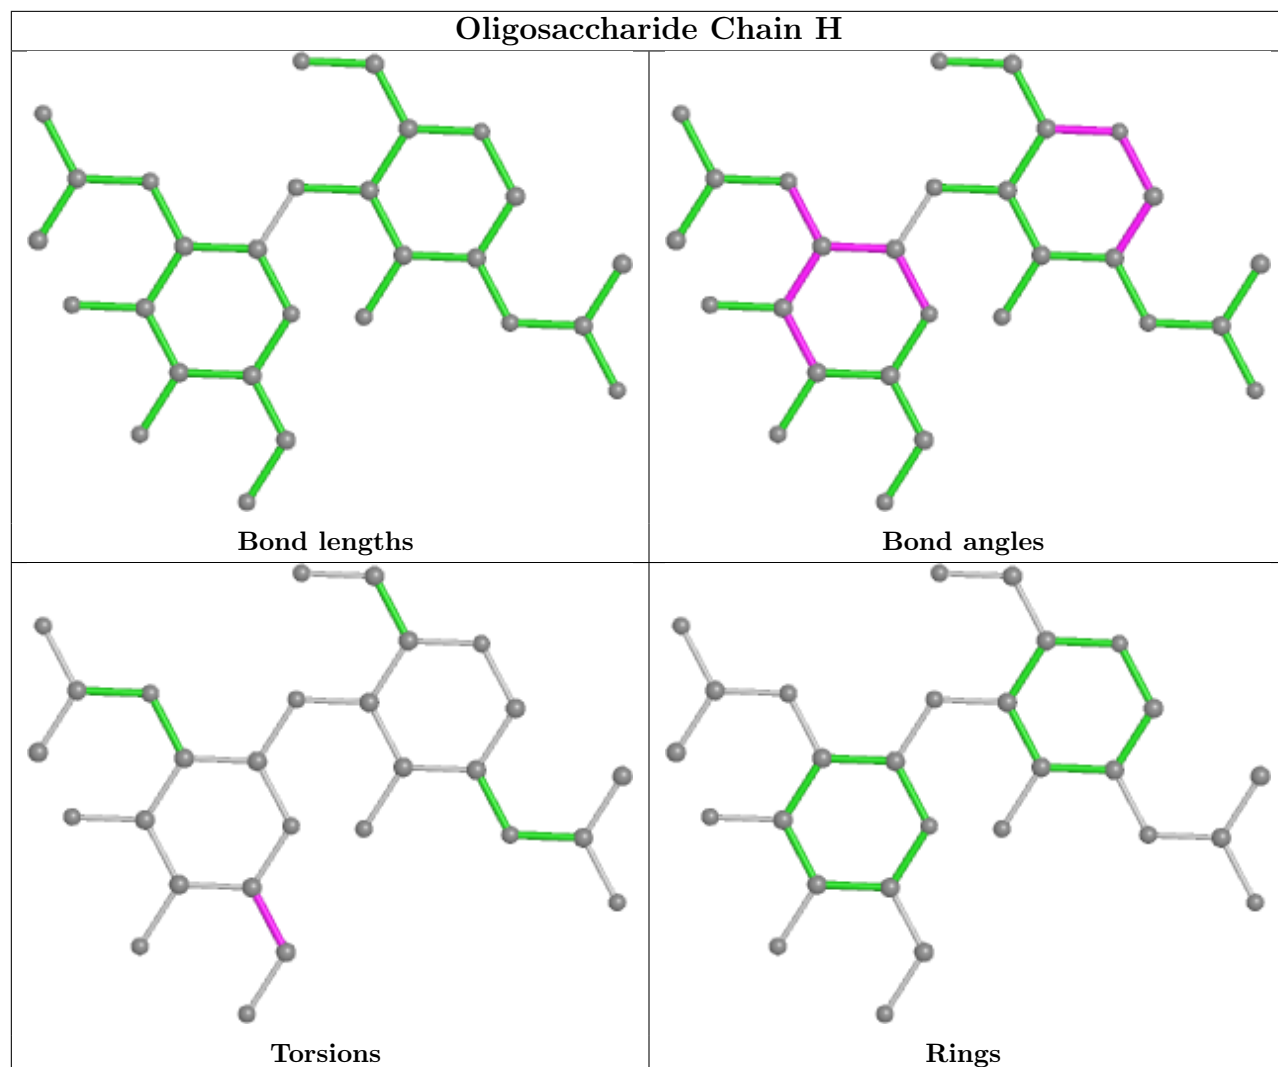 Oligosaccharide Chain H
Bond lengths
Bond angles
Torsions
Rings